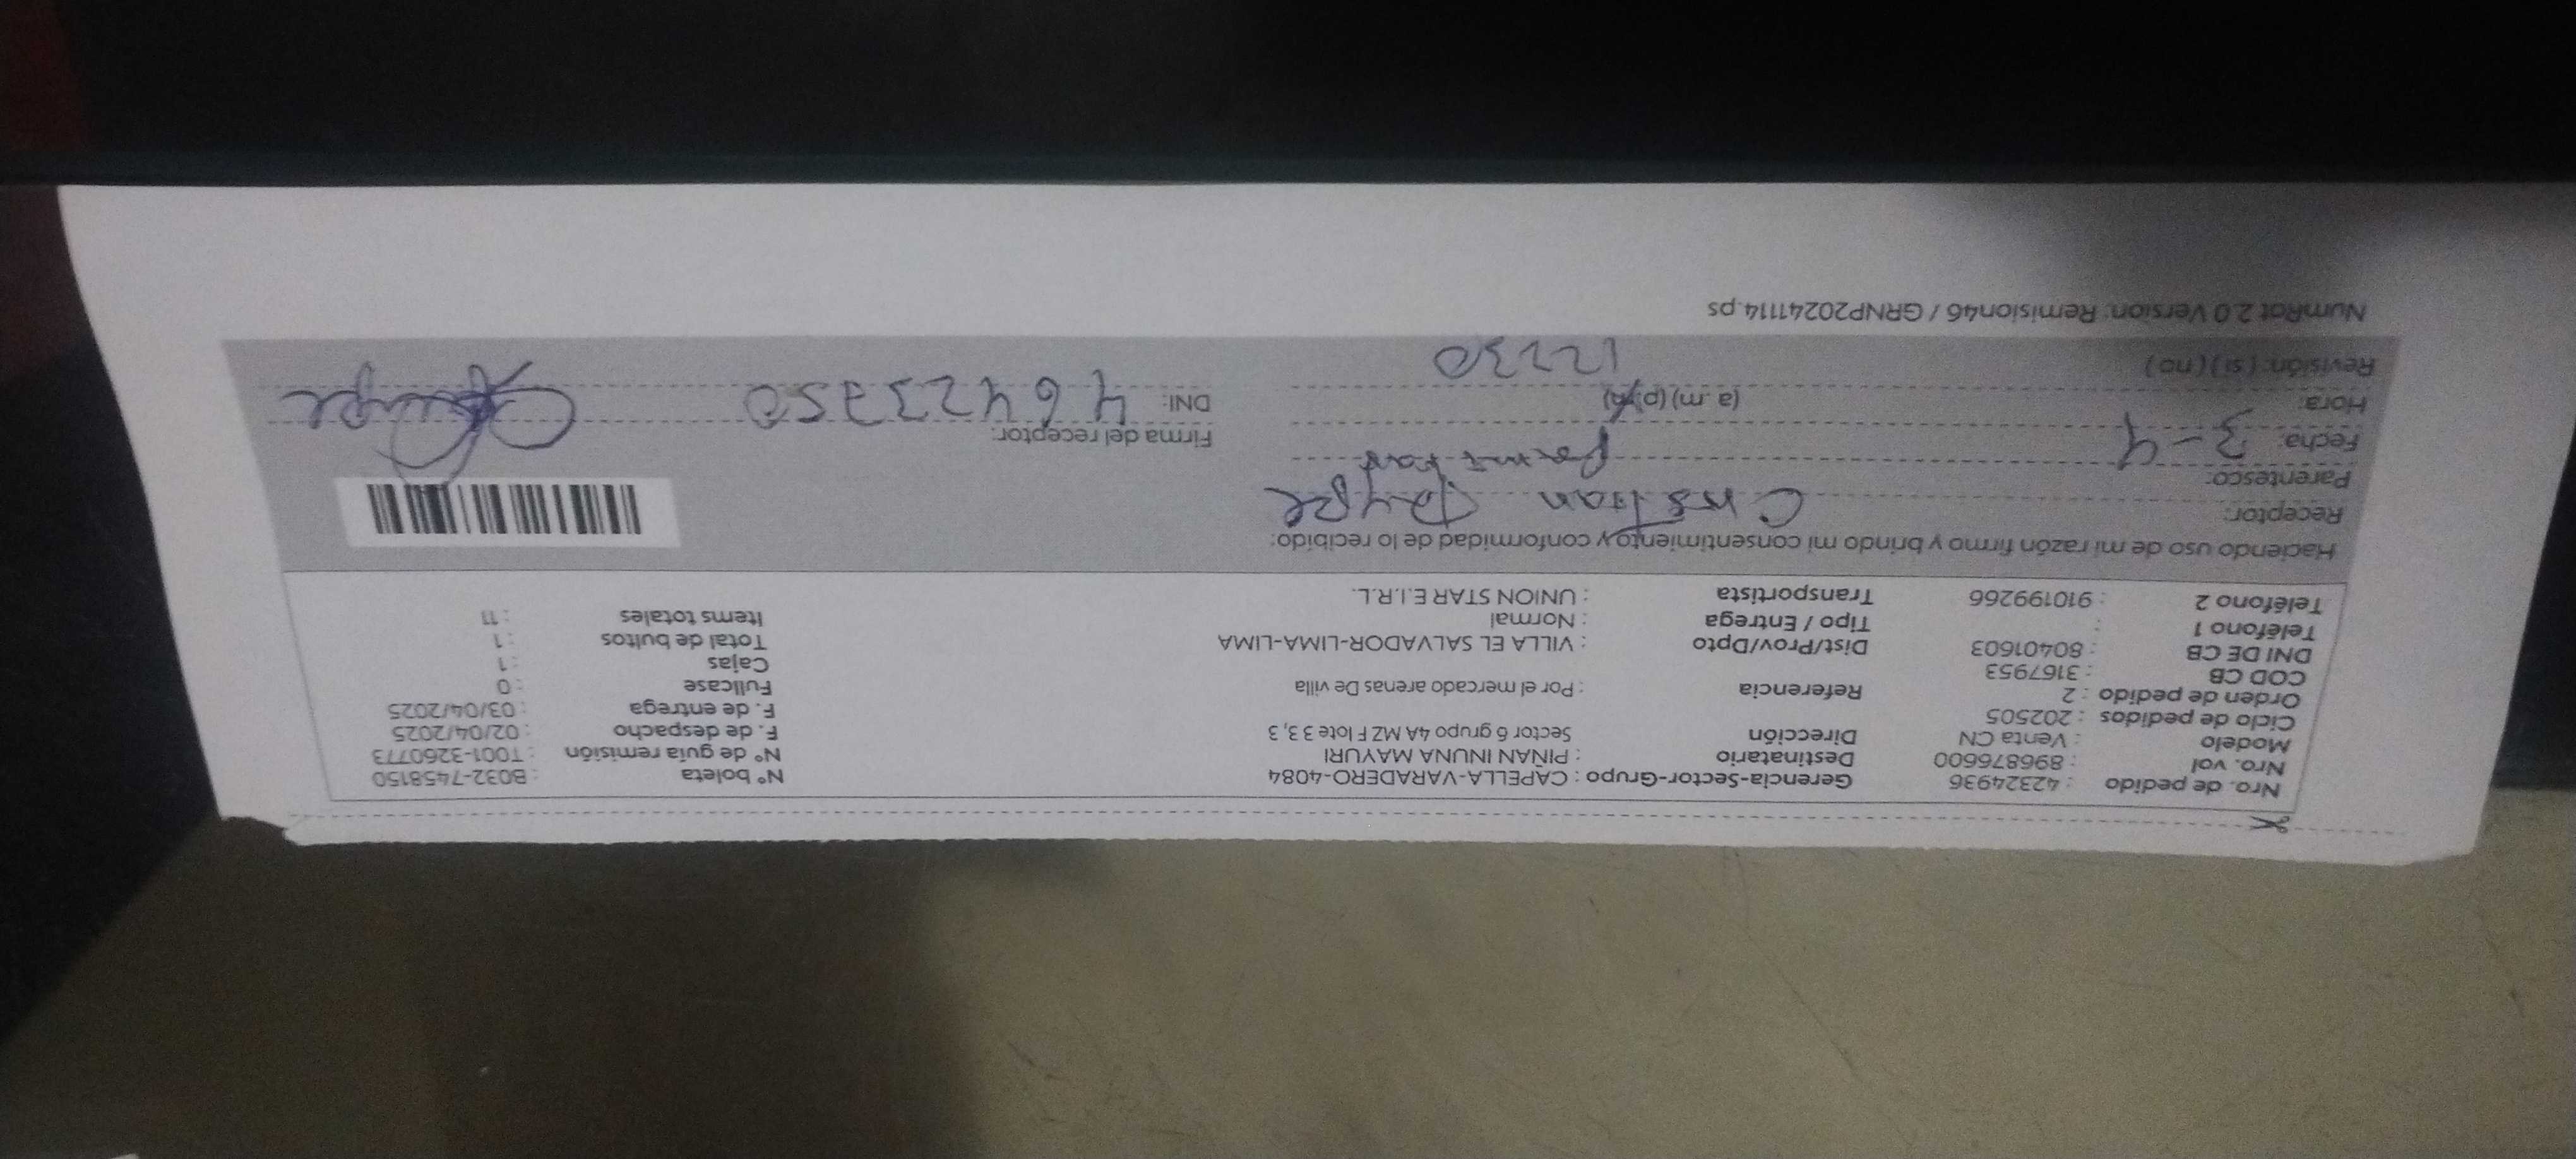 Nro. de pedido : 42324936 Gerencia-Sector-Grupo : CAPELLA-VARADERO-4084 N° boleta : B032-7458150
Nro. vol : 896876600 Destinatario : PIÑAN INUNA MAYURI N° de guía remisión : T001-3260773
Modelo : Venta CN Dirección Sector 6 grupo 4A MZ F lote 33, 3 F. de despacho : 02/04/2025
Ciclo de pedidos : 202505 F. de entrega : 03/04/2025
Orden de pedido : 2 Referencia : Por el mercado arenas De villa Fullcase : 0
COD CB : 3167953 Cajas : 1
DNI DE CB : 80401603 Dist/Prov/Dpto : VILLA EL SALVADOR-LIMA-LIMA Total de bultos : 1
Teléfono 1 : Tipo / Entrega : Normal Items totales : 11
Teléfono 2 : 910199266 Transportista : UNION STAR E.I.R.L.
Haciendo uso de mi razón firmo y brindo mi consentimiento y conformidad de lo recibido:
Receptor: Cristian
Parentesco:
Fecha: 3-4 Firma del receptor:
Hora: (a .m) (p.m) DNI: 46423750
Revisión: ( si ) ( no ) 12230
NumRot 2.0 Version: Remision46 / GRNP20241114.ps